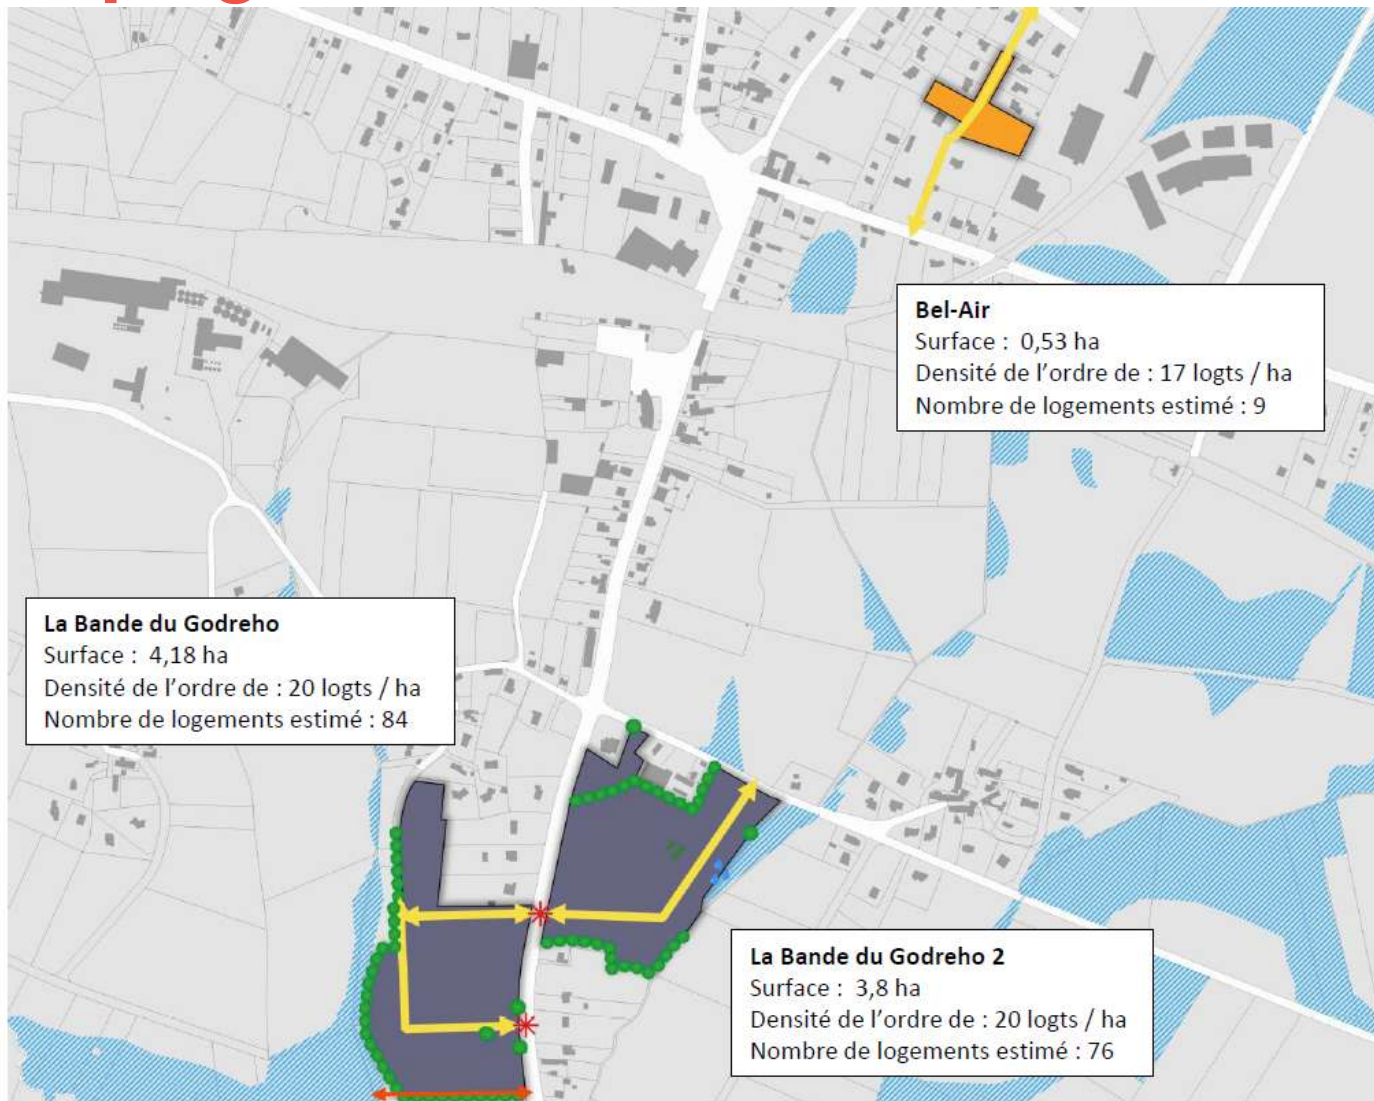 Bel-Air
Surface : 0,53 ha
Densité de l’ordre de : 17 logts / ha
Nombre de logements estimé : 9
La Bande du Godreho
Surface : 4,18 ha
Densité de l’ordre de : 20 logts / ha
Nombre de logements estimé : 84
La Bande du Godreho 2
Surface : 3,8 ha
Densité de l’ordre de : 20 logts / ha
Nombre de logements estimé : 76